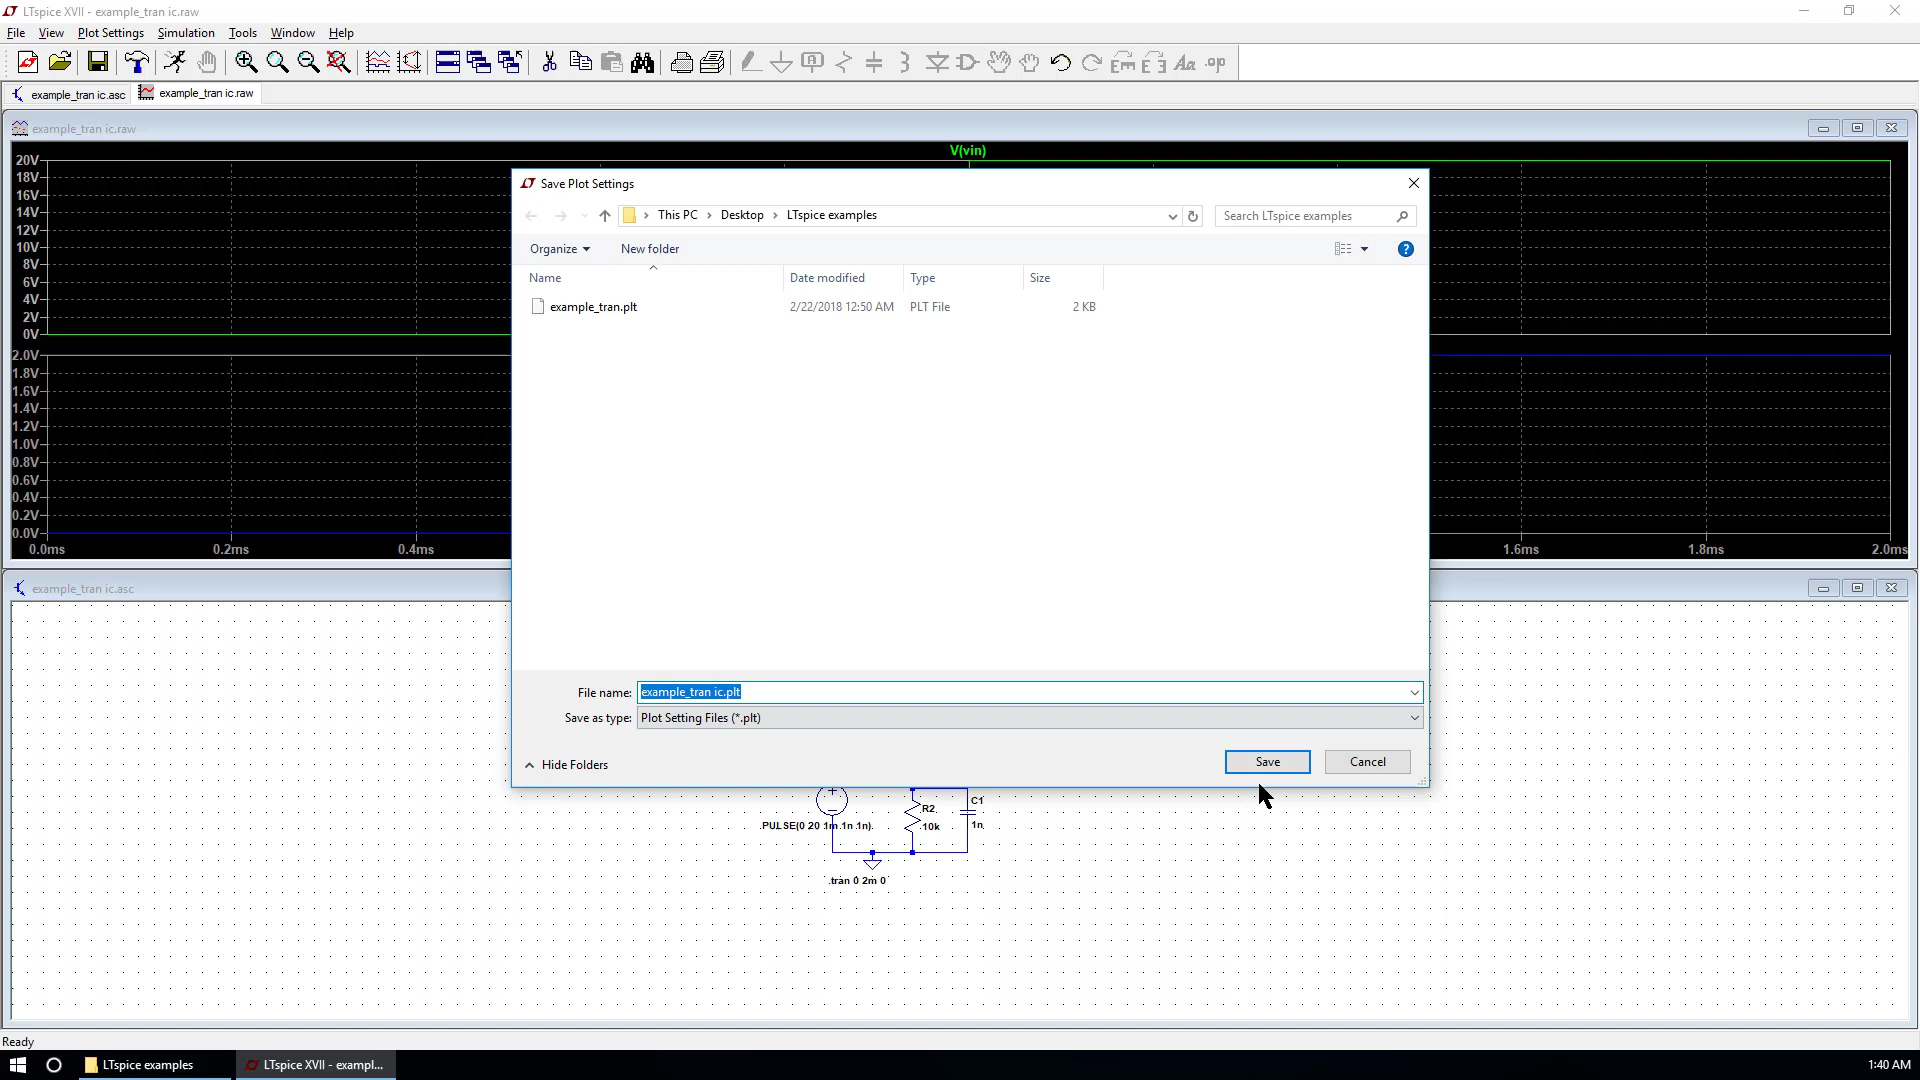 LTspice XVII - example_tran ic.raw
File View Plot Settings Simulation Tools Window Help
example_tran ic.asc example_tran ic.raw
example_tran ic.raw
V(vin)
20V
18V
16V
14V
12V
10V
8V
6V
4V
2V
0V
2.0V
1.8V
1.6V
1.4V
1.2V
1.0V
0.8V
0.6V
0.4V
0.2V
0.0V
0.0ms 0.2ms 0.4ms 1.6ms 1.8ms 2.0ms
Save Plot Settings
This PC Desktop LTspice examples
Search LTspice examples
Organize New folder
Name Date modified Type Size
example_tran.plt 2/22/2018 12:50 AM PLT File 2 KB
File name: example_tran ic.plt
Save as type: Plot Setting Files (*.plt)
Hide Folders Save Cancel
example_tran ic.asc
R2
10k
C1
1n
PULSE(0 20 1m 1n 1n)
.tran 0 2m 0
Ready
LTspice examples LTspice XVII - exampl... 1:40 AM